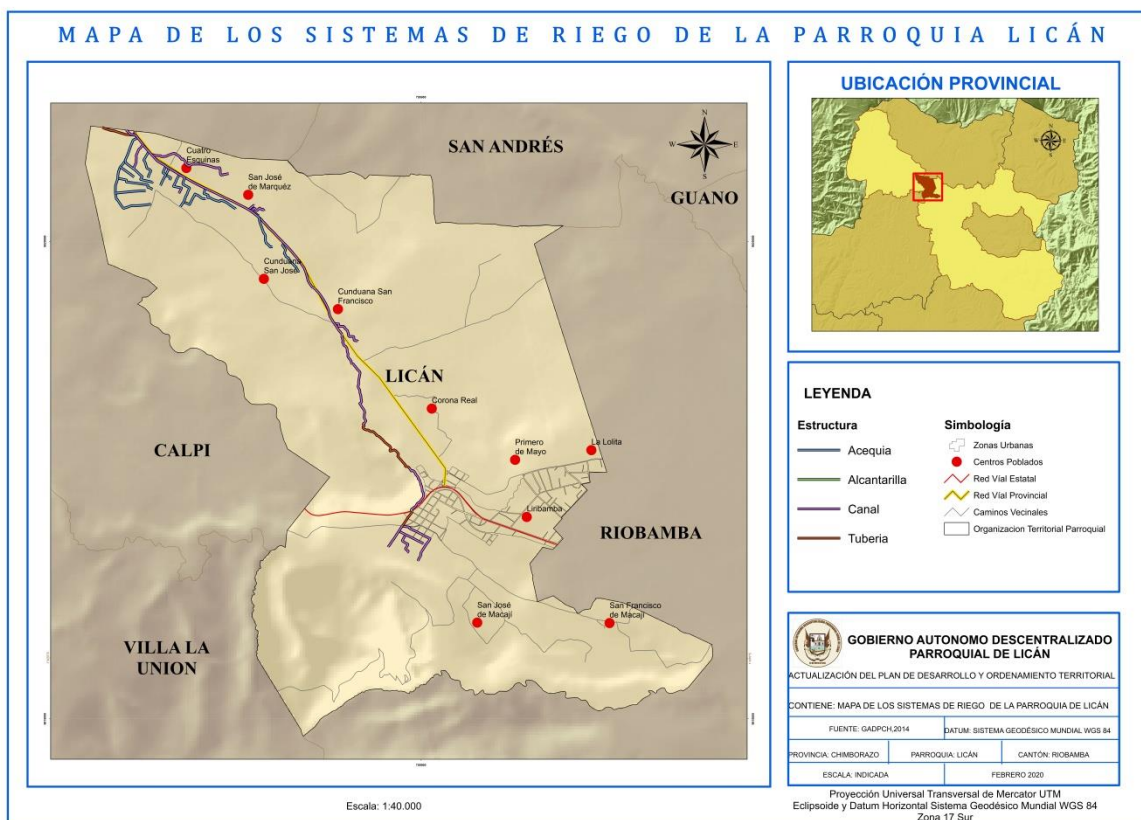 MAPA DE LOS SISTEMAS DE RIEGO DE LA PARROQUIA LICÁN
N
W
E
S
SAN ANDRÉS
GUANO
Cuatro
Esquinas
San José
de Marquéz
Cunduana
San José
Cunduana San
Francisco
LICÁN
Corona Real
CALPI
Primero
de Mayo
La Lolita
Liribamba
RIOBAMBA
San José
de Macají
San Francisco
de Macají
VILLA LA
UNION
Escala: 1:40.000
UBICACIÓN PROVINCIAL
N
W
E
S
LEYENDA
Estructura
Acequia
Alcantarilla
Canal
Tuberia
Simbología
Zonas Urbanas
Centros Poblados
Red Víal Estatal
Red Víal Provincial
Caminos Vecinales
Organizacion Territorial Parroquial
GOBIERNO AUTONOMO DESCENTRALIZADO
PARROQUIAL DE LICÁN
ACTUALIZACIÓN DEL PLAN DE DESARROLLO Y ORDENAMIENTO TERRITORIAL
CONTIENE: MAPA DE LOS SISTEMAS DE RIEGO DE LA PARROQUIA DE LICÁN
FUENTE: GADPCH,2014
DATUM: SISTEMA GEODÉSICO MUNDIAL WGS 84
PROVINCIA: CHIMBORAZO
PARROQUIA: LICÁN
CANTÓN: RIOBAMBA
ESCALA: INDICADA
FEBRERO 2020
Proyección Universal Transversal de Mercator UTM
Eclipsoide y Datum Horizontal Sistema Geodésico Mundial WGS 84
Zona 17 Sur